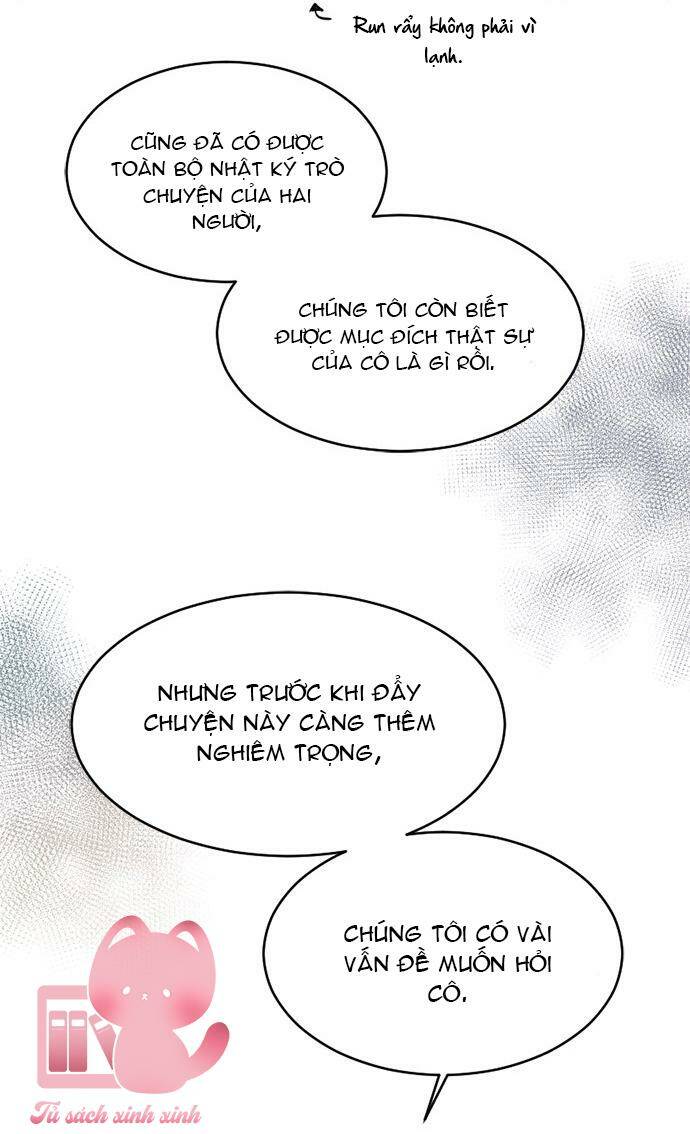 Run rẩy không phải vì
lạnh.
CŨNG ĐÃ CÓ ĐƯỢC
TOÀN BỘ NHẬT KÝ TRÒ
CHUYỆN CỦA HAI
NGƯỜI,
CHÚNG TÔI CÒN BIẾT
ĐƯỢC MỤC ĐÍCH THẬT SỰ
CỦA CÔ LÀ GÌ RỒI.
NHƯNG TRƯỚC KHI ĐẨY
CHUYỆN NÀY CÀNG THÊM
NGHIÊM TRỌNG,
CHÚNG TÔI CÓ VÀI
VẤN ĐỀ MUỐN HỎI
CÔ.
Tủ sách xinh xinh